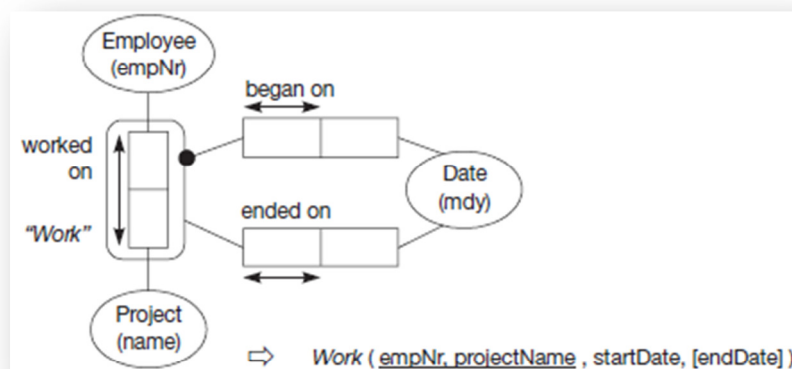 Employee
(empNr)
began on
worked
on
Date
(mdy)
ended on
"Work"
Project
(name)
⇨ Work ( empNr, projectName , startDate, [endDate] )